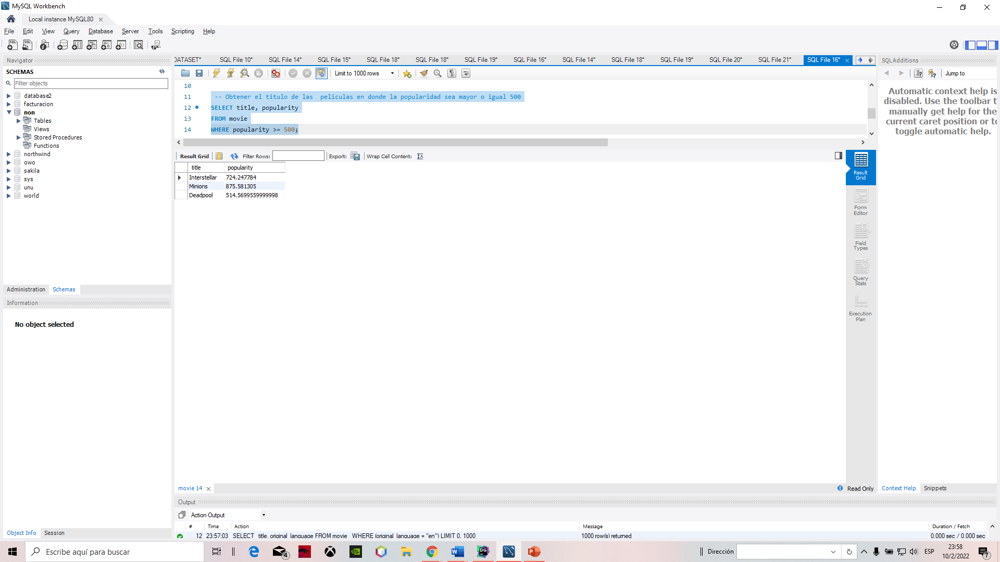 MySQL Workbench
Local instance MySQL80
File Edit View Query Database Server Tools Scripting Help
Navigator
SCHEMAS
Filter objects
database2
facturacion
non
Tables
Views
Stored Procedures
Functions
northwind
owo
sakila
sys
unu
world
Administration Schemas
Information
No object selected
Object Info Session
DATASET* SQL File 10* SQL File 14* SQL File 15* SQL File 18* SQL File 18* SQL File 19* SQL File 16* SQL File 14* SQL File 18* SQL File 19* SQL File 20* SQL File 21* SQL File 16*
Limit to 1000 rows
10
11 -- Obtener el titulo de las  peliculas en donde la popularidad sea mayor o igual 500
12 SELECT title, popularity
13 FROM movie
14 WHERE popularity >= 500;
Result Grid Filter Rows: Export: Wrap Cell Content:
title popularity
Interstellar 724.247784
Minions 875.581305
Deadpool 514.5699559999998
Result Grid
Form Editor
Field Types
Query Stats
Execution Plan
movie 14
Read Only
Output
Action Output
# Time Action Message Duration / Fetch
12 23:57:03 SELECT title, original_language FROM movie WHERE (original_language = "en") LIMIT 0, 1000 1000 row(s) returned 0.000 sec / 0.000 sec
SQLAdditions
Jump to
Automatic context help is
disabled. Use the toolbar t
manually get help for the
current caret position or to
toggle automatic help.
Context Help Snippets
Escribe aquí para buscar
4
DG
Dirección
ESP
23:58
10/2/2022
7